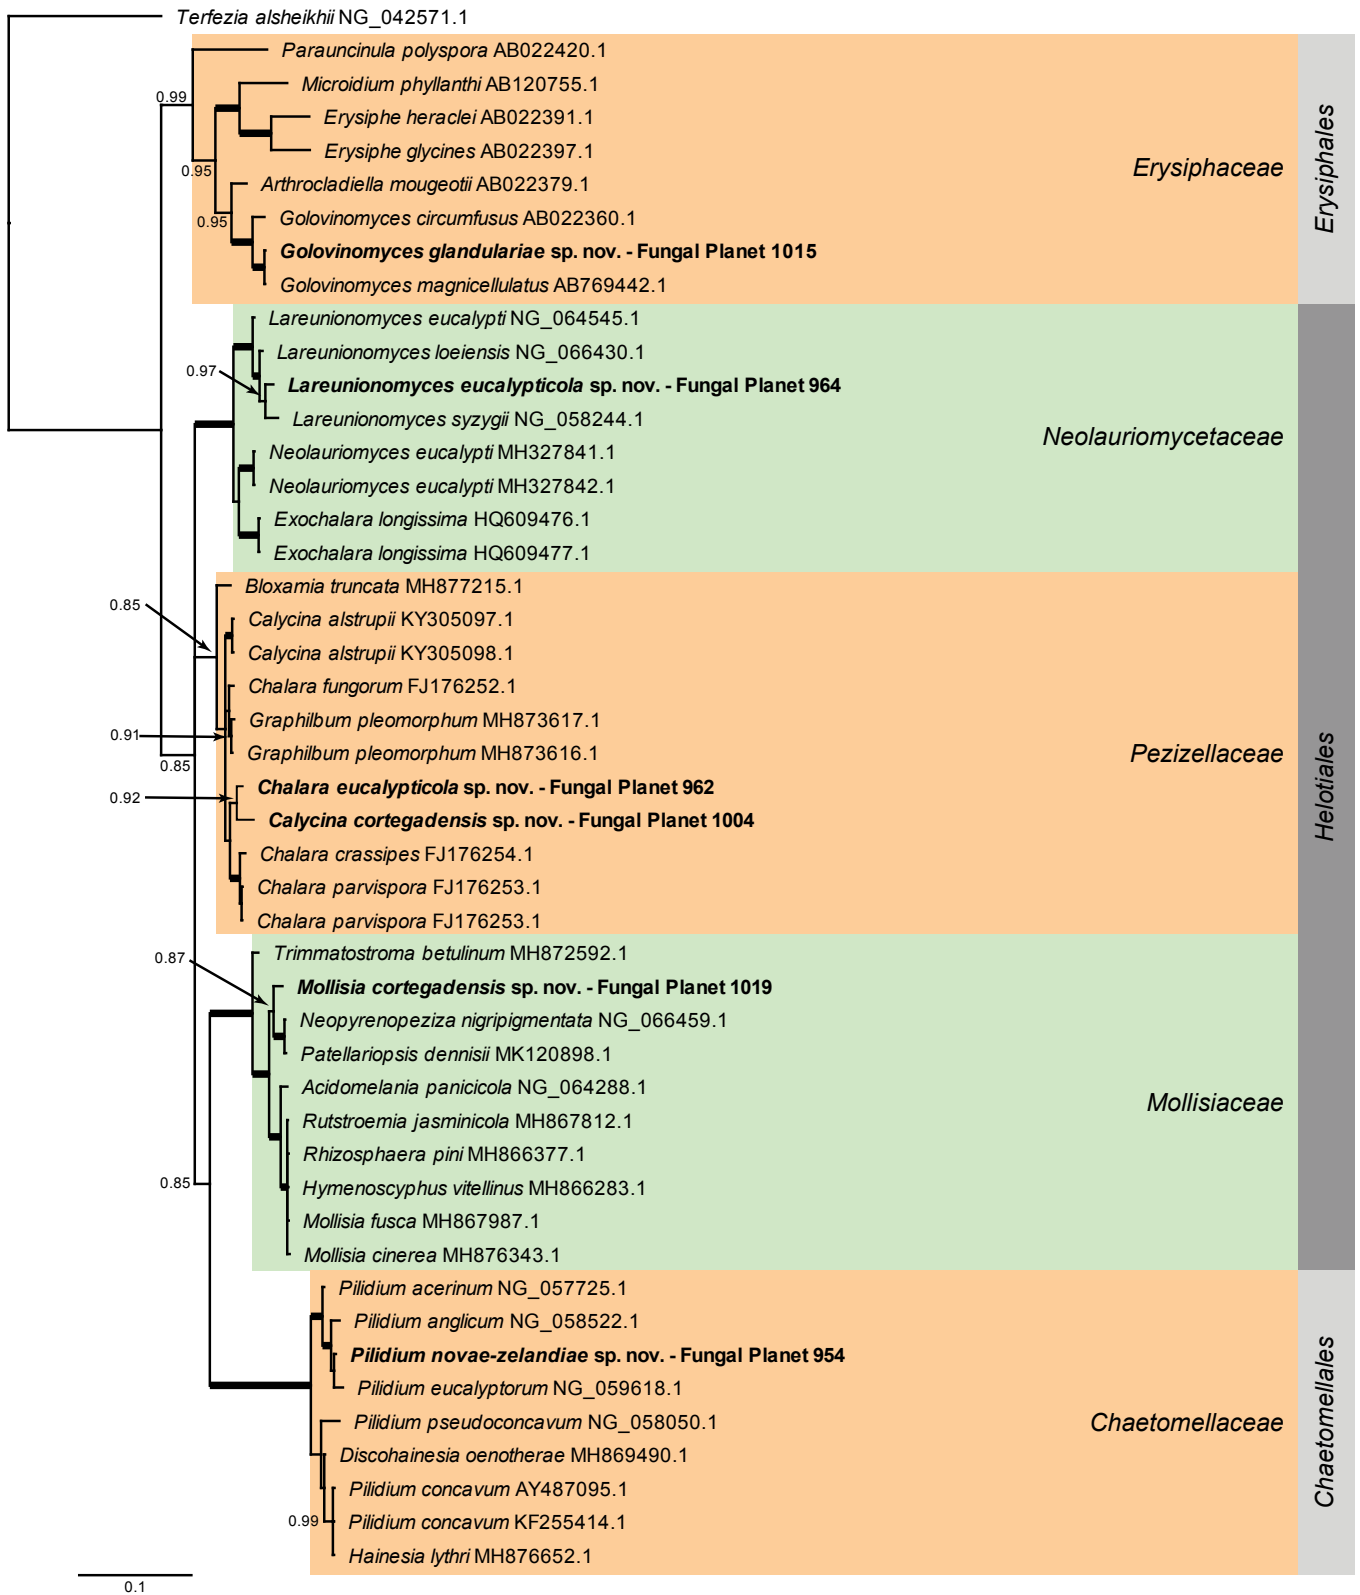 Terfezia alsheikhii NG_042571.1
Parauncinula polyspora AB022420.1
Microidium phyllanthi AB120755.1
0.99
Erysiphe heraclei AB022391.1
Erysiphe glycines AB022397.1
0.95
Erysiphaceae
Erysiphales
Arthrocladiella mougeotii AB022379.1
0.95
Golovinomyces circumfusus AB022360.1
Golovinomyces glandulariae sp. nov. - Fungal Planet 1015
Golovinomyces magnicellulatus AB769442.1
Lareunionomyces eucalypti NG_064545.1
Lareunionomyces loeiensis NG_066430.1
0.97
Lareunionomyces eucalypticola sp. nov. - Fungal Planet 964
Lareunionomyces syzygii NG_058244.1
Neolauriomycetaceae
Neolauriomyces eucalypti MH327841.1
Neolauriomyces eucalypti MH327842.1
Exochalara longissima HQ609476.1
Exochalara longissima HQ609477.1
Bloxamia truncata MH877215.1
0.85
Calycina alstrupii KY305097.1
Calycina alstrupii KY305098.1
Chalara fungorum FJ176252.1
Graphilbum pleomorphum MH873617.1
0.91
Graphilbum pleomorphum MH873616.1
0.85
Pezizellaceae
Helotiales
Chalara eucalypticola sp. nov. - Fungal Planet 962
0.92
Calycina cortegadensis sp. nov. - Fungal Planet 1004
Chalara crassipes FJ176254.1
Chalara parvispora FJ176253.1
Chalara parvispora FJ176253.1
Trimmatostroma betulinum MH872592.1
0.87
Mollisia cortegadensis sp. nov. - Fungal Planet 1019
Neopyrenopeziza nigripigmentata NG_066459.1
Patellariopsis dennisii MK120898.1
Acidomelania panicicola NG_064288.1
Mollisiaceae
Rutstroemia jasminicola MH867812.1
Rhizosphaera pini MH866377.1
0.85
Hymenoscyphus vitellinus MH866283.1
Mollisia fusca MH867987.1
Mollisia cinerea MH876343.1
Pilidium acerinum NG_057725.1
Pilidium anglicum NG_058522.1
Pilidium novae-zelandiae sp. nov. - Fungal Planet 954
Pilidium eucalyptorum NG_059618.1
Pilidium pseudoconcavum NG_058050.1
Chaetomellaceae
Chaetomellales
Discohainesia oenotherae MH869490.1
Pilidium concavum AY487095.1
0.99
Pilidium concavum KF255414.1
Hainesia lythri MH876652.1
0.1